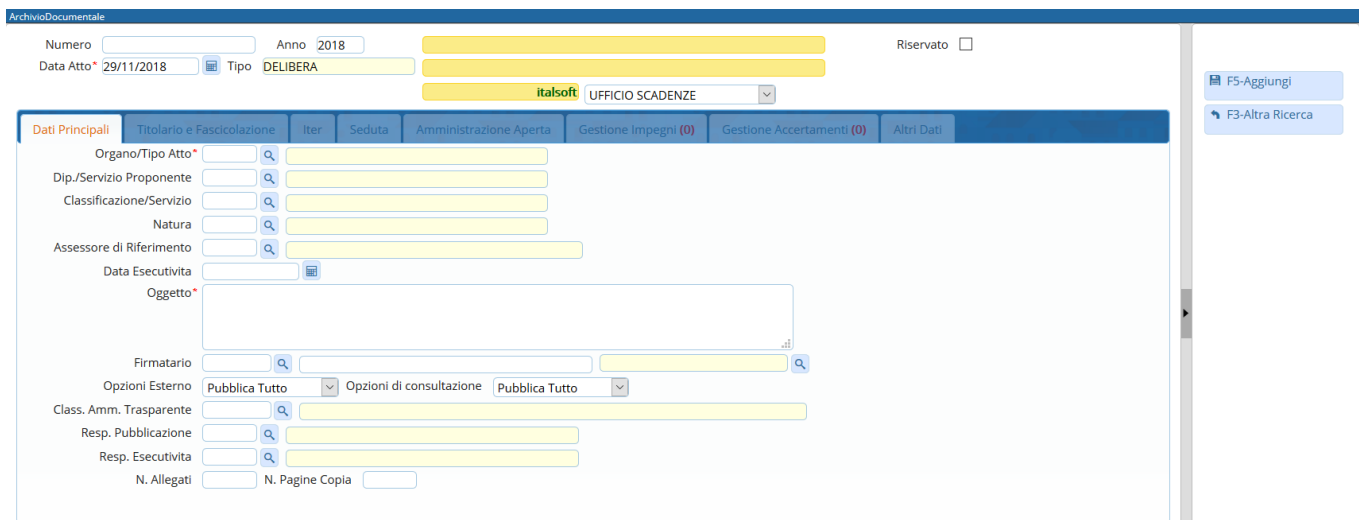 ArchivioDocumentale
Numero Anno 2018 Riservato
Data Atto* 29/11/2018 Tipo DELIBERA
italsoft UFFICIO SCADENZE
F5-Aggiungi
F3-Altra Ricerca
Dati Principali Titolario e Fascicolazione Iter Seduta Amministrazione Aperta Gestione Impegni (0) Gestione Accertamenti (0) Altri Dati
Organo/Tipo Atto*
Dip./Servizio Proponente
Classificazione/Servizio
Natura
Assessore di Riferimento
Data Esecutivita
Oggetto*
Firmatario
Opzioni Esterno Pubblica Tutto Opzioni di consultazione Pubblica Tutto
Class. Amm. Trasparente
Resp. Pubblicazione
Resp. Esecutivita
N. Allegati N. Pagine Copia